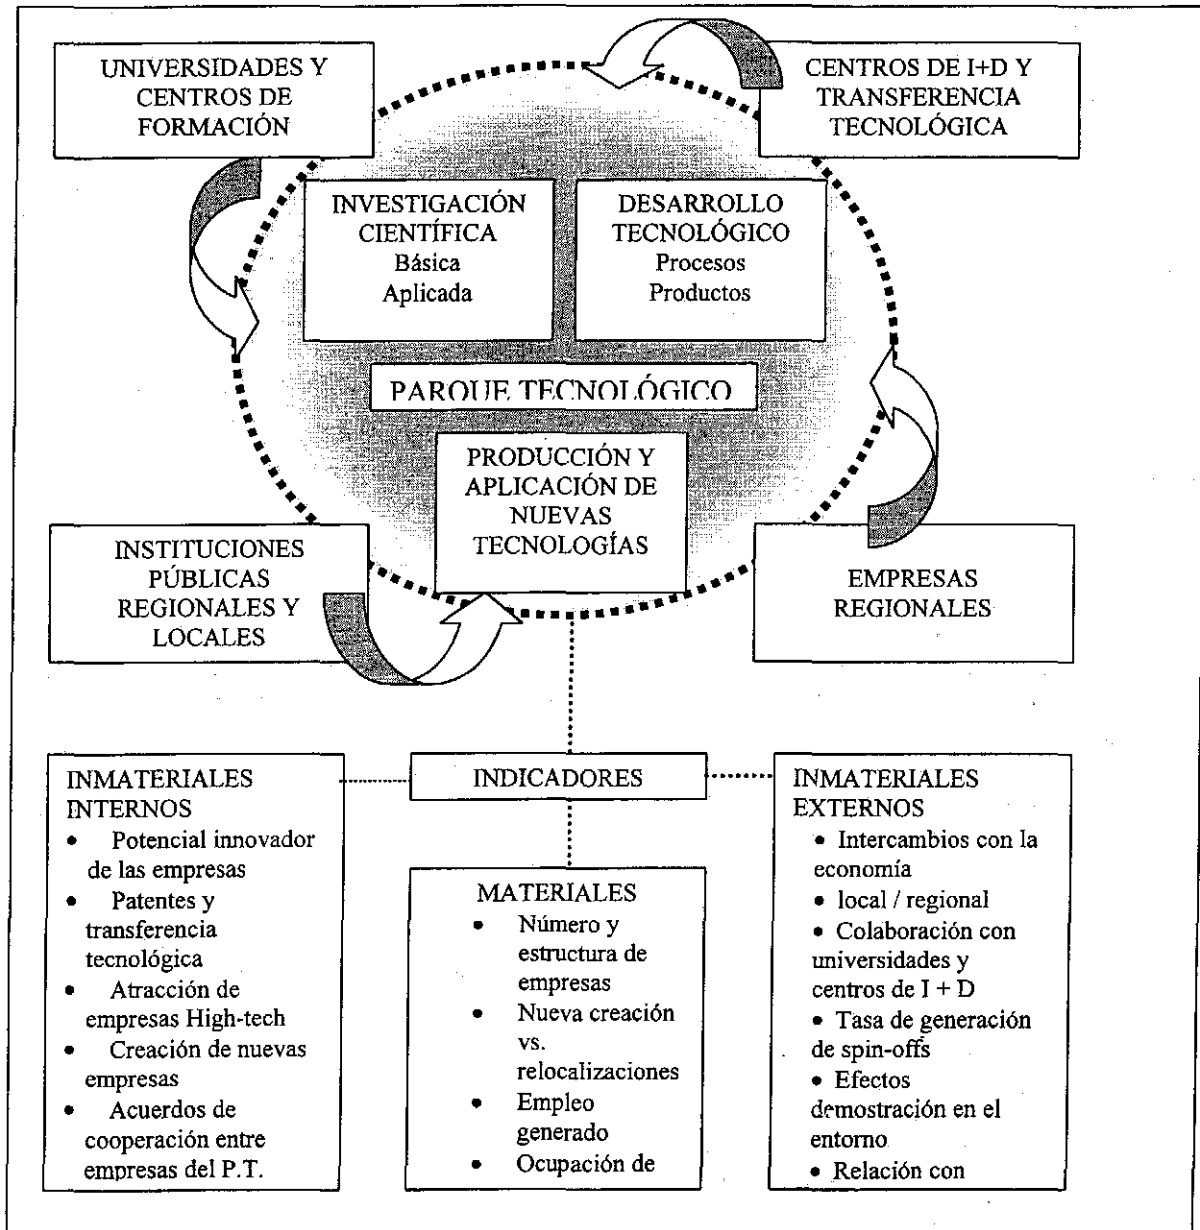 UNIVERSIDADES Y
CENTROS DE
FORMACIÓN
CENTROS DE I+D Y
TRANSFERENCIA
TECNOLÓGICA
INVESTIGACIÓN
CIENTÍFICA
Básica
Aplicada
DESARROLLO
TECNOLÓGICO
Procesos
Productos
PARQUE TECNOLÓGICO
PRODUCCIÓN Y
APLICACIÓN DE
NUEVAS
TECNOLOGÍAS
INSTITUCIONES
PÚBLICAS
REGIONALES Y
LOCALES
EMPRESAS
REGIONALES
INDICADORES
INMATERIALES
INTERNOS
• Potencial innovador
de las empresas
• Patentes y
transferencia
tecnológica
• Atracción de
empresas High-tech
• Creación de nuevas
empresas
• Acuerdos de
cooperación entre
empresas del P.T.
MATERIALES
• Número y
estructura de
empresas
• Nueva creación
vs.
relocalizaciones
• Empleo
generado
• Ocupación de
INMATERIALES
EXTERNOS
• Intercambios con la
economía
• local / regional
• Colaboración con
universidades y
centros de I + D
• Tasa de generación
de spin-offs
• Efectos
demostración en el
entorno
• Relación con